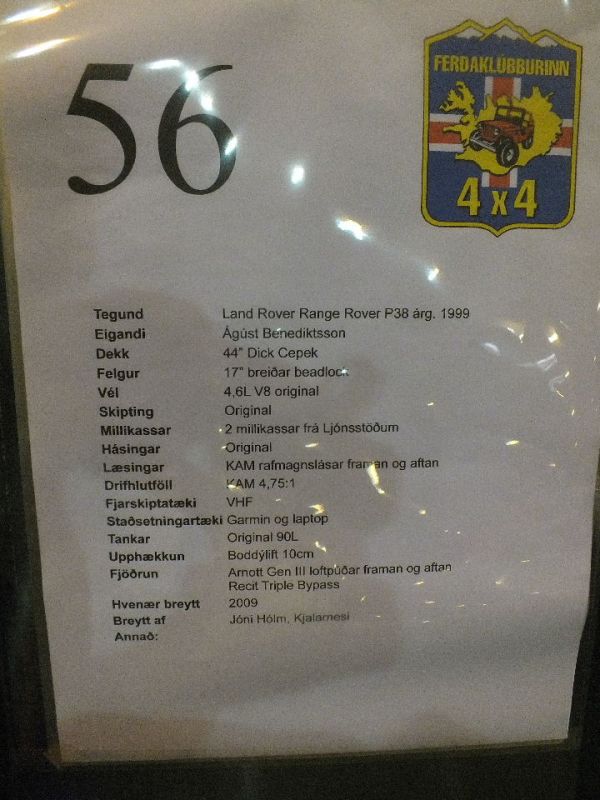 56
FERÐAKLÚBBURINN
4x4
Tegund Land Rover Range Rover P38 árg. 1999
Eigandi Ágúst Benediktsson
Dekk 44" Dick Cepek
Felgur 17" breiðar beadlock
Vél 4,6L V8 original
Skipting Original
Millikassar 2 millikassar frá Ljónsstöðum
Hásingar Original
Læsingar KAM rafmagnslásar framan og aftan
Drifhlutföll KAM 4,75:1
Fjarskiptatæki VHF
Staðsetningartæki Garmin og laptop
Tankar Original 90L
Upphækkun Boddýlift 10cm
Fjöðrun Arnott Gen III loftpúðar framan og aftan
Recit Triple Bypass
Hvenær breytt 2009
Breytt af Jóni Hólm, Kjalarnesi
Annað: